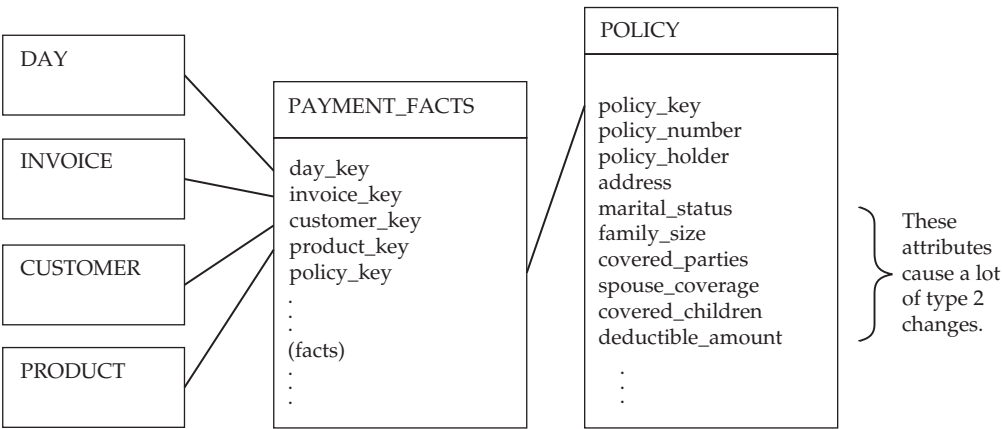 DAY
INVOICE
CUSTOMER
PRODUCT
PAYMENT_FACTS
day_key
invoice_key
customer_key
product_key
policy_key
.
.
.
(facts)
.
.
.
POLICY
policy_key
policy_number
policy_holder
address
marital_status
family_size
covered_parties
spouse_coverage
covered_children
deductible_amount
.
.
.
These
attributes
cause a lot
of type 2
changes.